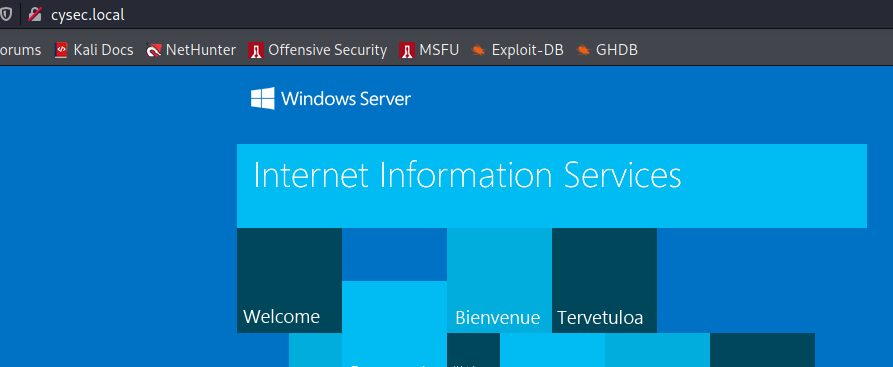 cysec.local
orums Kali Docs NetHunter Offensive Security MSFU Exploit-DB GHDB
Windows Server
Internet Information Services
Welcome Bienvenue Tervetuloa